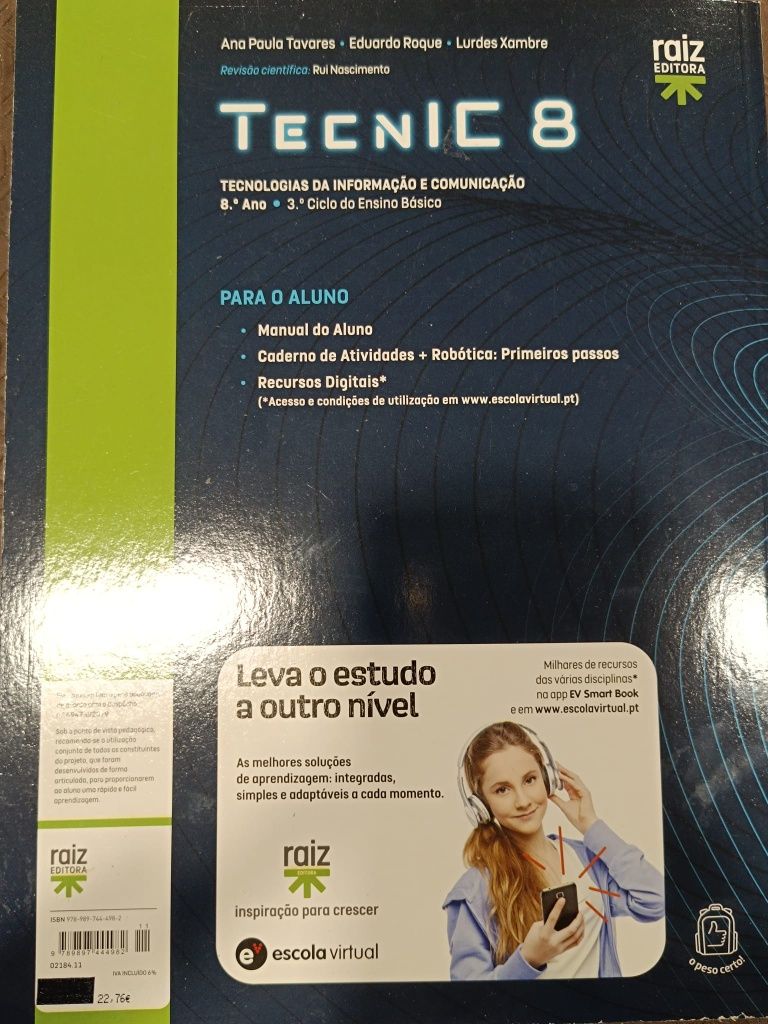 Ana Paula Tavares • Eduardo Roque • Lurdes Xambre
Revisão científica: Rui Nascimento
raiz
EDITORA
TECNIC 8
TECNOLOGIAS DA INFORMAÇÃO E COMUNICAÇÃO
8.º Ano • 3.º Ciclo do Ensino Básico
PARA O ALUNO
• Manual do Aluno
• Caderno de Atividades + Robótica: Primeiros passos
• Recursos Digitais*
(*Acesso e condições de utilização em www.escolavirtual.pt)
Leva o estudo
a outro nível
Milhares de recursos
das várias disciplinas*
na app EV Smart Book
e em www.escolavirtual.pt
As melhores soluções
de aprendizagem: integradas,
simples e adaptáveis a cada momento.
raiz
EDITORA
inspiração para crescer
ev escola virtual
o peso certo!
Sob o ponto de vista pedagógico,
recomenda-se a utilização
conjunta de todos os constituintes
do projeto, que foram
desenvolvidos de forma
articulada, para proporcionarem
ao aluno uma rápida e fácil
aprendizagem.
raiz
EDITORA
ISBN 978-989-744-498-2
11
9 789897 444982
02184.11
IVA INCLUÍDO 6%
22,76€